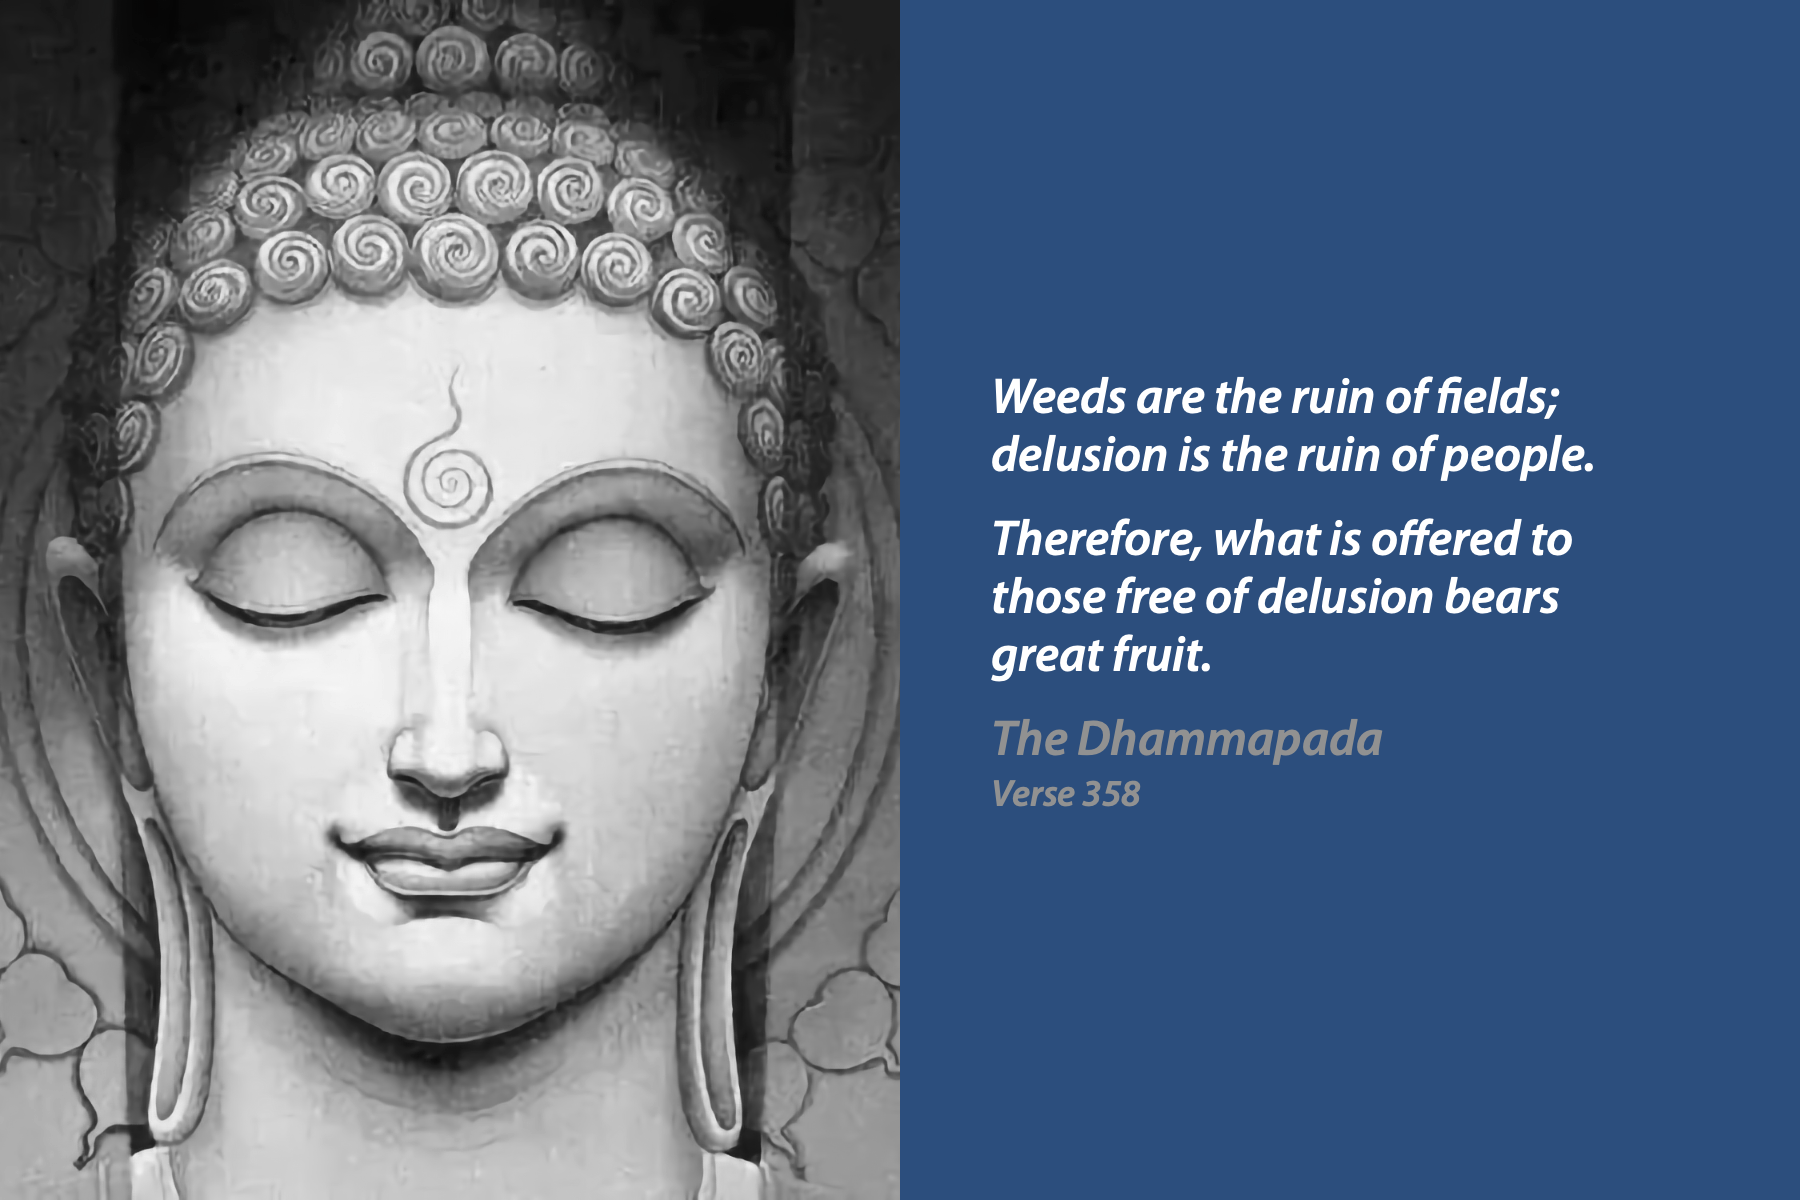 Weeds are the ruin of fields;
delusion is the ruin of people.
Therefore, what is offered to
those free of delusion bears
great fruit.
The Dhammapada
Verse 358